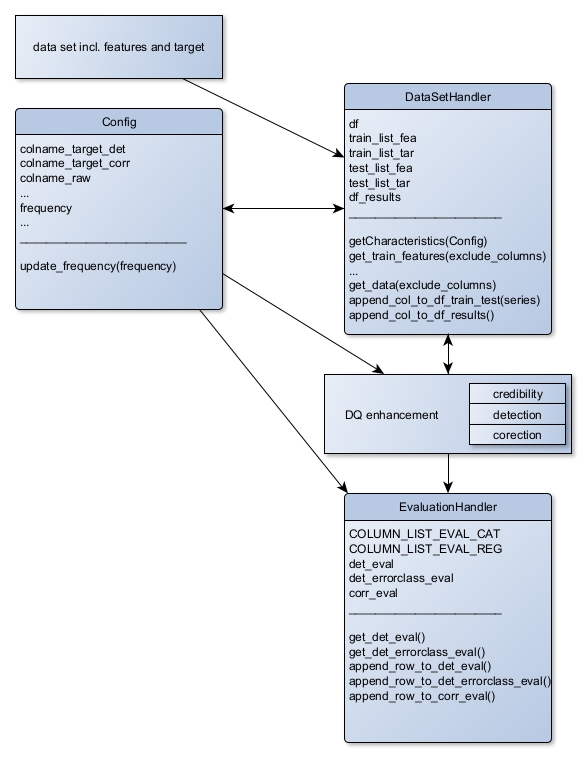 data set incl. features and target
Config
colname_target_det
colname_target_corr
colname_raw
...
frequency
...
update_frequency(frequency)
DataSetHandler
df
train_list_fea
train_list_tar
test_list_fea
test_list_tar
df_results
getCharacteristics(Config)
get_train_features(exclude_columns)
...
get_data(exclude_columns)
append_col_to_df_train_test(series)
append_col_to_df_results()
DQ enhancement
credibility
detection
corection
EvaluationHandler
COLUMN_LIST_EVAL_CAT
COLUMN_LIST_EVAL_REG
det_eval
det_errorclass_eval
corr_eval
get_det_eval()
get_det_errorclass_eval()
append_row_to_det_eval()
append_row_to_det_errorclass_eval()
append_row_to_corr_eval()